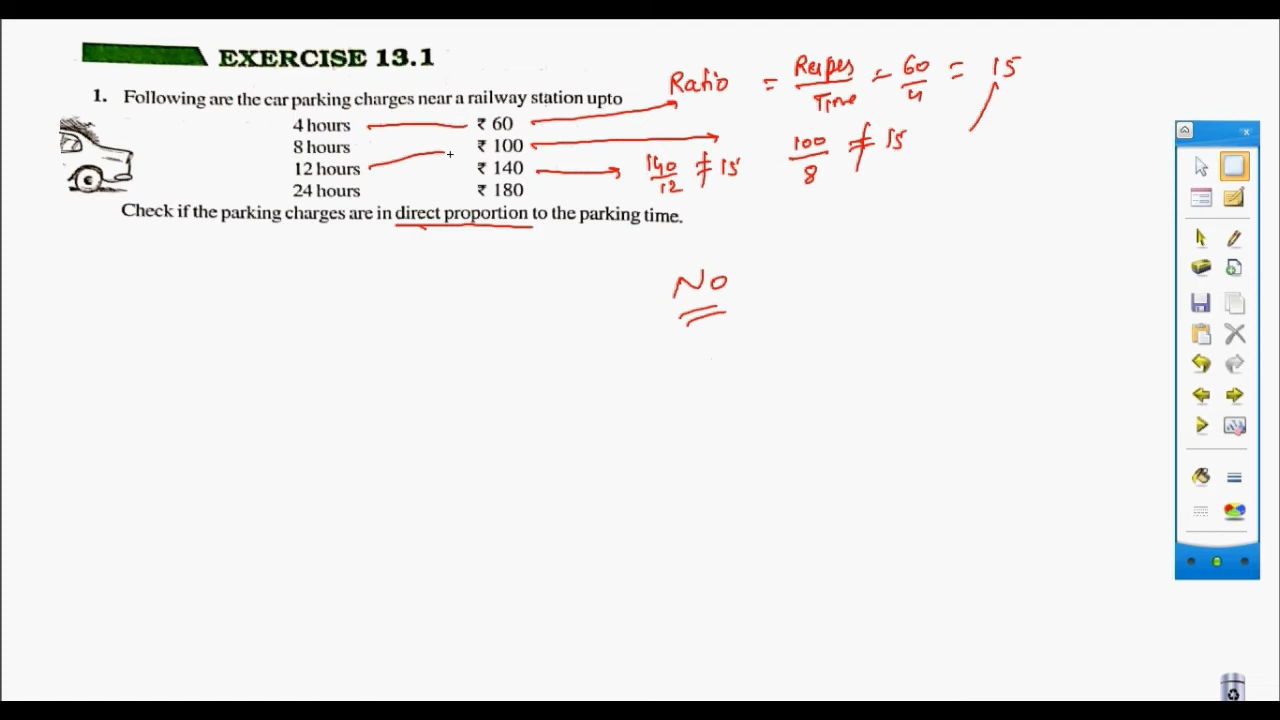 EXERCISE 13.1
1. Following are the car parking charges near a railway station upto
4 hours ₹ 60
8 hours ₹ 100
12 hours ₹ 140
24 hours ₹ 180
Check if the parking charges are in direct proportion to the parking time.
Ratio = Rupes/Time = 60/4 = 15
100/8 ≠ 15
140/12 ≠ 15
No